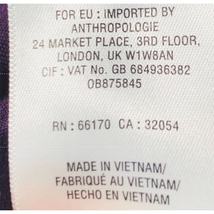 FOR EU : IMPORTED BY
ANTHROPOLOGIE
24 MARKET PLACE, 3RD FLOOR,
LONDON, UK W1W8AN
CIF : VAT No. GB 684936382
OB875845
RN : 66170 CA : 32054
MADE IN VIETNAM/
FABRIQUÉ AU VIETNAM/
HECHO EN VIETNAM